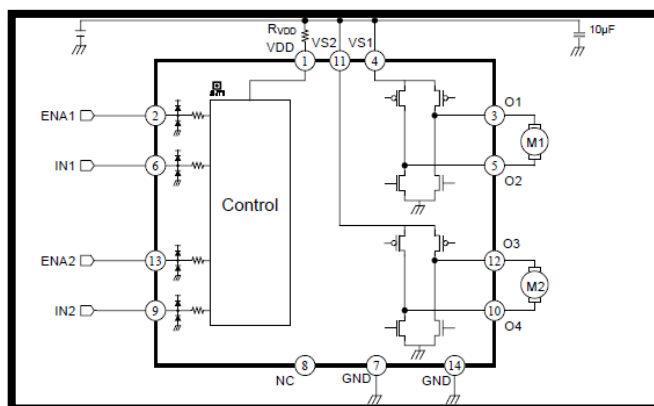 RVDD
10µF
VDD VS2 VS1
1 11 4
ENA1 2 3 O1
M1
IN1 6 5
O2
Control
O3
ENA2 13 12
M2
IN2 9 10
O4
8 7 14
NC GND GND